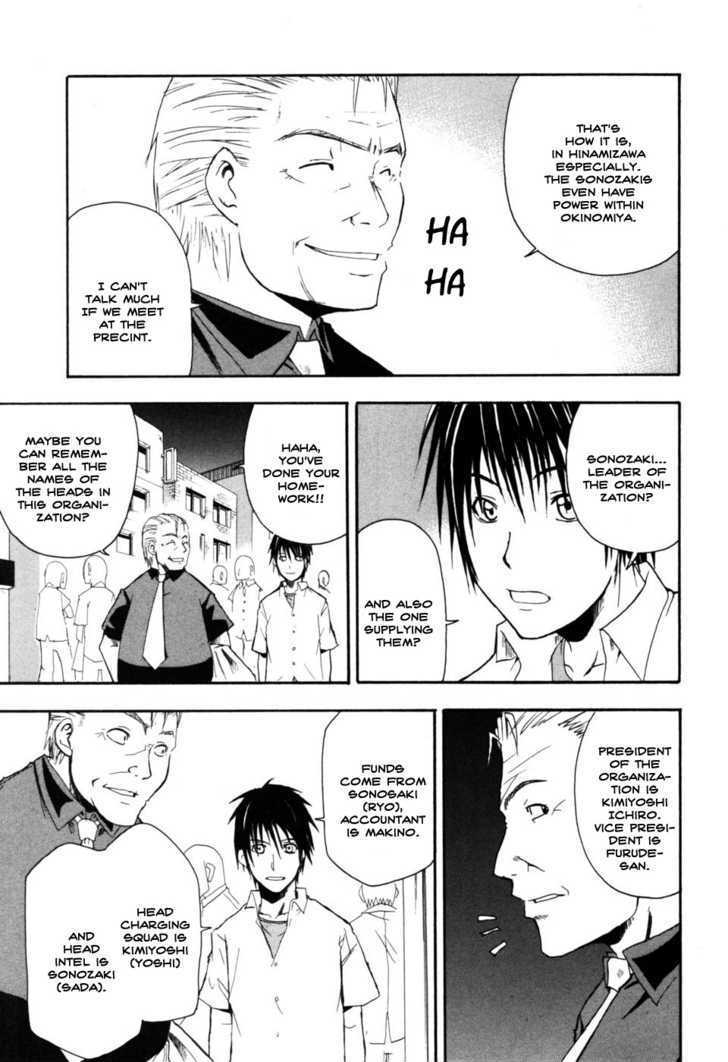 THAT'S
HOW IT IS,
IN HINAMIZAWA
ESPECIALLY.
THE SONOZAKIS
EVEN HAVE
POWER WITHIN
OKINOMIYA.
HA
HA
I CAN'T
TALK MUCH
IF WE MEET
AT THE
PRECINT.
SONOZAKI...
LEADER OF
THE ORGANI-
ZATION?
AND ALSO
THE ONE
SUPPLYING
THEM?
HAHA,
YOU'VE
DONE YOUR
HOME-
WORK!!
MAYBE YOU
CAN REMEM-
BER ALL THE
NAMES OF
THE HEADS IN
THIS ORGANI-
ZATION?
PRESIDENT
OF THE
ORGANIZA-
TION IS
KIMIYOSHI
ICHIRO.
VICE PRESI-
DENT IS
FURUDE-
SAN.
FUNDS
COME FROM
SONOSAKI
(RYO),
ACCOUNTANT
IS MAKINO.
HEAD
CHARGING
SQUAD IS
KIMIYOSHI
(YOSHI)
AND
HEAD
INTEL IS
SONOZAKI
(SADA).